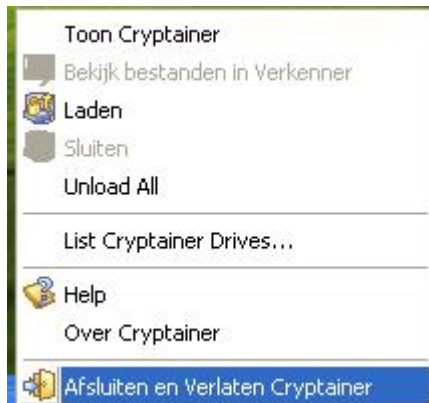 Toon Cryptainer
Bekijk bestanden in Verkenner
Laden
Sluiten
Unload All
List Cryptainer Drives...
Help
Over Cryptainer
Afsluiten en Verlaten Cryptainer